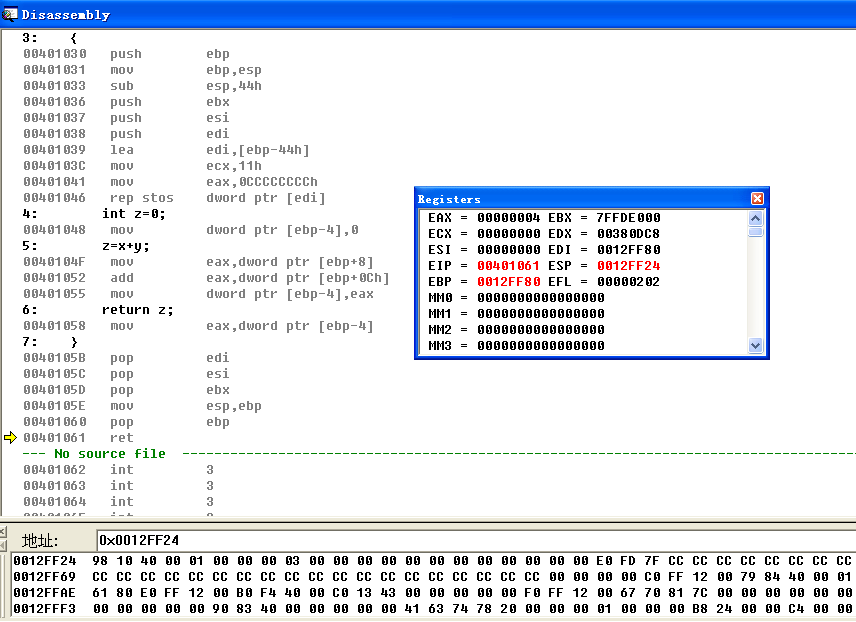 Disassembly
3: {
00401030 push ebp
00401031 mov ebp,esp
00401033 sub esp,44h
00401036 push ebx
00401037 push esi
00401038 push edi
00401039 lea edi,[ebp-44h]
0040103C mov ecx,11h
00401041 mov eax,0CCCCCCCCh
00401046 rep stos dword ptr [edi]
4: int z=0;
00401048 mov dword ptr [ebp-4],0
5: z=x+y;
0040104F mov eax,dword ptr [ebp+8]
00401052 add eax,dword ptr [ebp+0Ch]
00401055 mov dword ptr [ebp-4],eax
6: return z;
00401058 mov eax,dword ptr [ebp-4]
7: }
0040105B pop edi
0040105C pop esi
0040105D pop ebx
0040105E mov esp,ebp
00401060 pop ebp
00401061 ret
--- No source file ---
00401062 int 3
00401063 int 3
00401064 int 3
Registers
EAX = 00000004 EBX = 7FFDE000
ECX = 00000000 EDX = 00380DC8
ESI = 00000000 EDI = 0012FF80
EIP = 00401061 ESP = 0012FF24
EBP = 0012FF80 EFL = 00000202
MM0 = 0000000000000000
MM1 = 0000000000000000
MM2 = 0000000000000000
MM3 = 0000000000000000
地址: 0x0012FF24
0012FF24 98 10 40 00 01 00 00 00 03 00 00 00 00 00 00 00 00 00 00 00 00 E0 FD 7F CC CC CC CC CC CC CC CC
0012FF69 CC CC CC CC CC CC CC CC CC CC CC CC CC CC CC CC CC CC CC 00 00 00 00 C0 FF 12 00 79 84 40 00 01
0012FFAE 61 80 E0 FF 12 00 B0 F4 40 00 C0 13 43 00 00 00 00 00 F0 FF 12 00 67 70 81 7C 00 00 00 00 00 00
0012FFF3 00 00 00 00 00 90 83 40 00 00 00 00 00 41 63 74 78 20 00 00 00 01 00 00 00 B8 24 00 00 C4 00 00